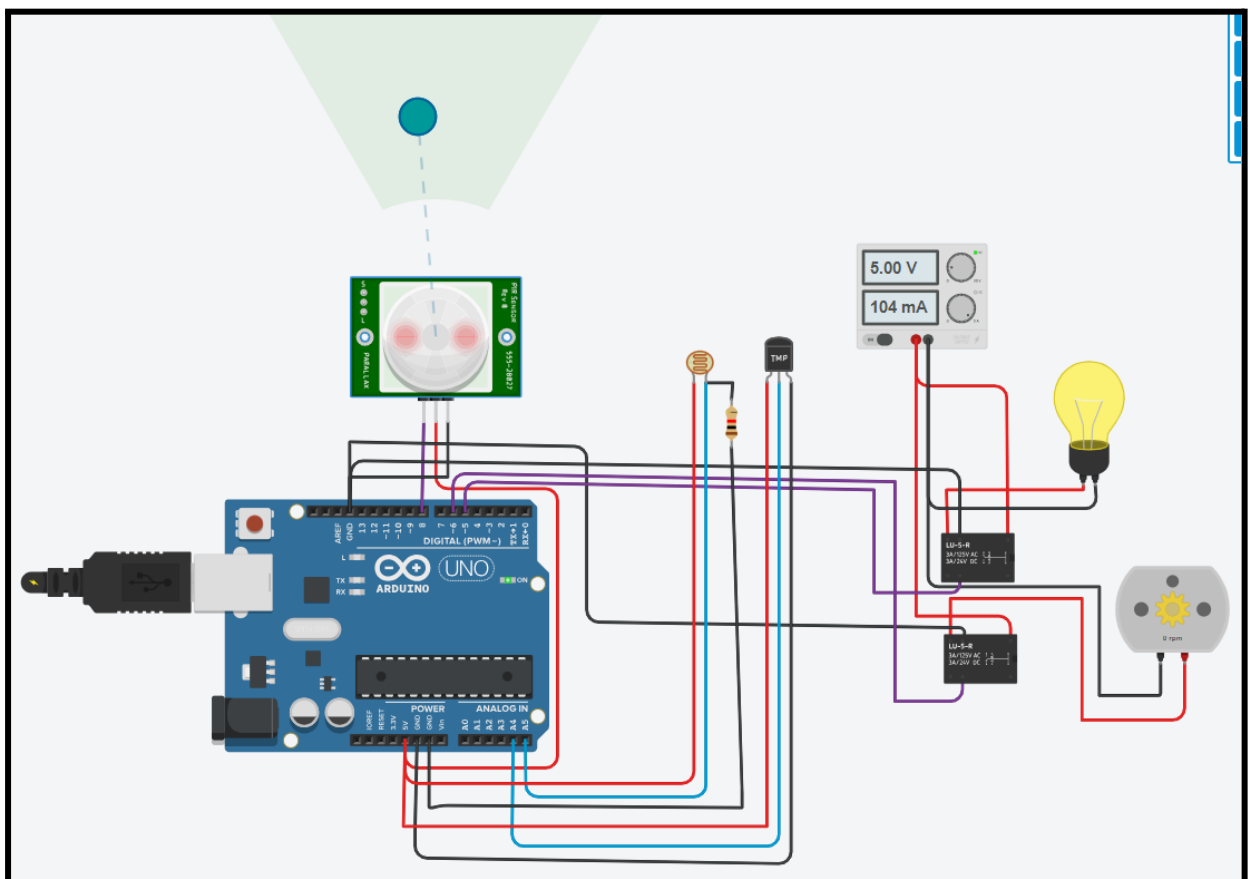 5.00 V
104 mA
PIR SENSOR
Rev B
S
L
PARALLAX
555-28027
TMP
AREF
GND
13
12
~11
~10
~9
8
7
~6
~5
4
~3
2
TX→1
RX←0
DIGITAL (PWM~)
L
TX
RX
ARDUINO
UNO
ON
LU-5-R
3A/125V AC
3A/24V DC
0 rpm
LU-5-R
3A/125V AC
3A/24V DC
POWER
ANALOG IN
IOREF
RESET
3.3V
5V
GND
GND
Vin
A0
A1
A2
A3
A4
A5